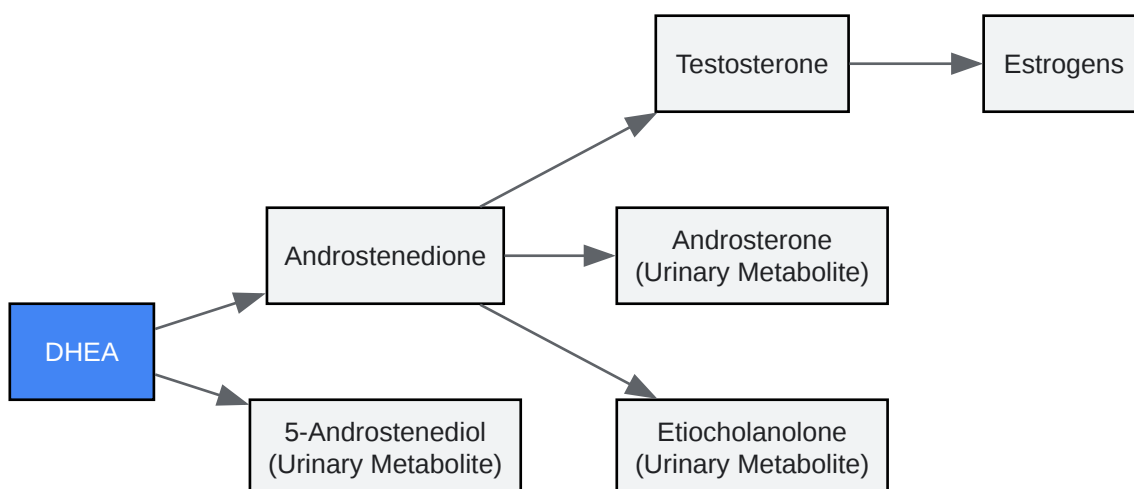 Testosterone
Estrogens
Androstenedione
Androsterone
(Urinary Metabolite)
DHEA
5-Androstenediol
(Urinary Metabolite)
Etiocholanolone
(Urinary Metabolite)